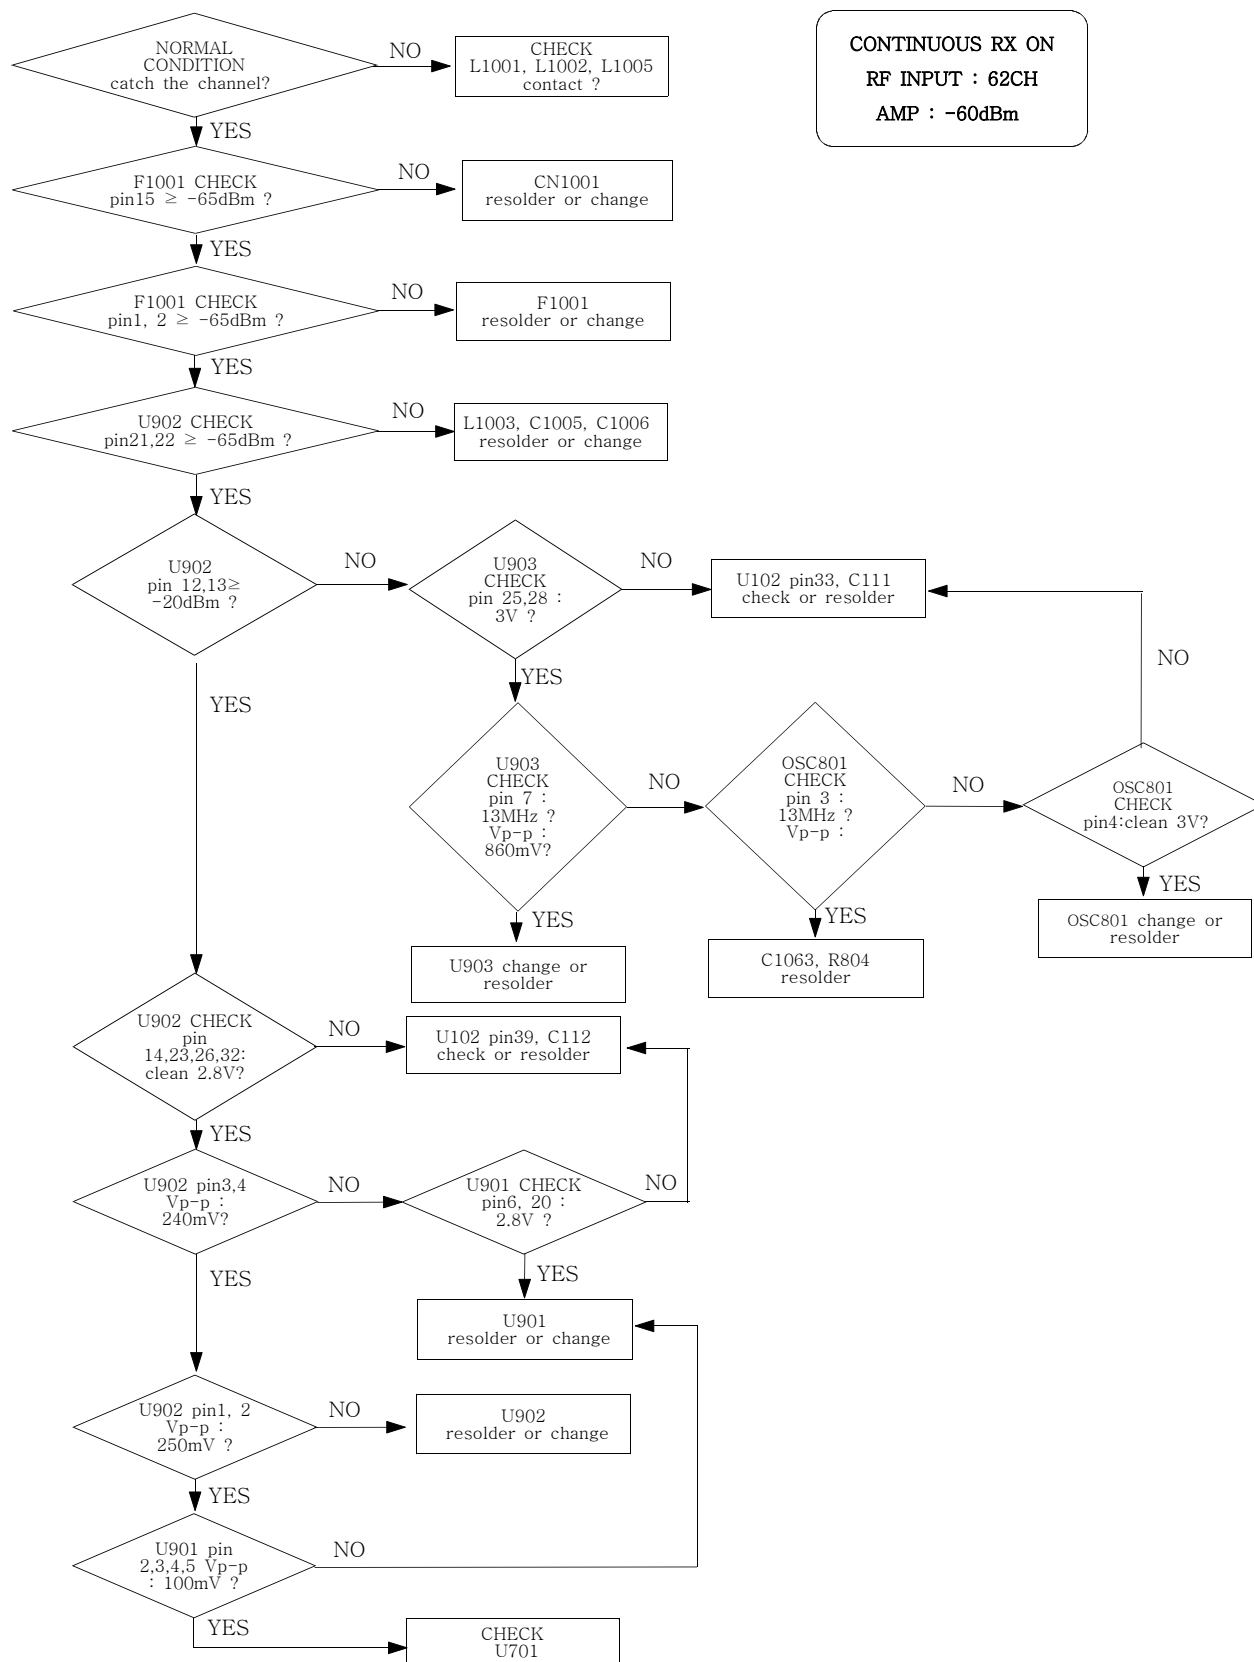 NORMAL
CONDITION
catch the channel?
NO
CHECK
L1001, L1002, L1005
contact ?
CONTINUOUS RX ON
RF INPUT : 62CH
AMP : -60dBm
YES
F1001 CHECK
pin15 ≥ -65dBm ?
NO
CN1001
resolder or change
YES
F1001 CHECK
pin1, 2 ≥ -65dBm ?
NO
F1001
resolder or change
YES
U902 CHECK
pin21,22 ≥ -65dBm ?
NO
L1003, C1005, C1006
resolder or change
YES
U902
pin 12,13≥
-20dBm ?
NO
U903
CHECK
pin 25,28 :
3V ?
NO
U102 pin33, C111
check or resolder
NO
YES
YES
U903
CHECK
pin 7 :
13MHz ?
Vp-p :
860mV?
NO
OSC801
CHECK
pin 3 :
13MHz ?
Vp-p :
NO
OSC801
CHECK
pin4:clean 3V?
YES
U903 change or
resolder
YES
C1063, R804
resolder
YES
OSC801 change or
resolder
U902 CHECK
pin
14,23,26,32:
clean 2.8V?
NO
U102 pin39, C112
check or resolder
YES
U902 pin3,4
Vp-p :
240mV?
NO
U901 CHECK
pin6, 20 :
2.8V ?
NO
YES
YES
U901
resolder or change
U902 pin1, 2
Vp-p :
250mV ?
NO
U902
resolder or change
YES
U901 pin
2,3,4,5 Vp-p
: 100mV ?
NO
YES
CHECK
U701